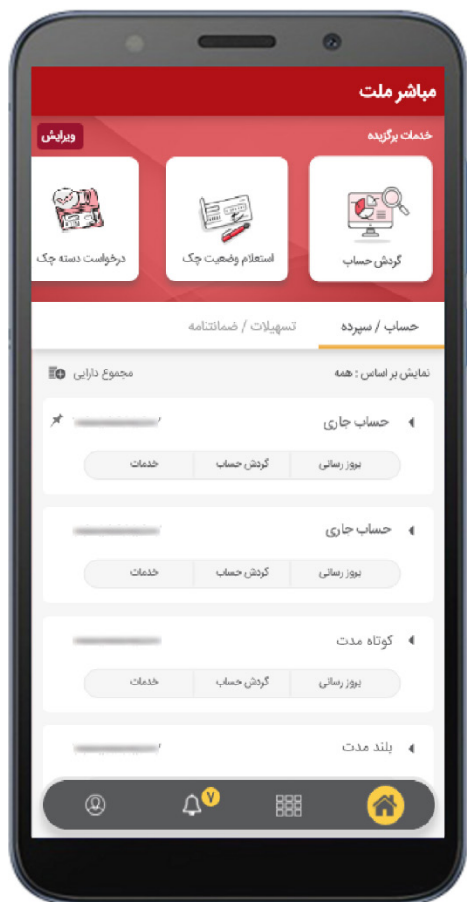 مباشر ملت
خدمات برگزیده
ویرایش
گردش حساب
استعلام وضعیت چک
درخواست دسته چک
حساب / سپرده
تسهیلات / ضمانتنامه
نمایش بر اساس : همه
مجموع دارایی
حساب جاری
بروز رسانی
گردش حساب
خدمات
حساب جاری
بروز رسانی
گردش حساب
خدمات
کوتاه مدت
بروز رسانی
گردش حساب
خدمات
بلند مدت
۷